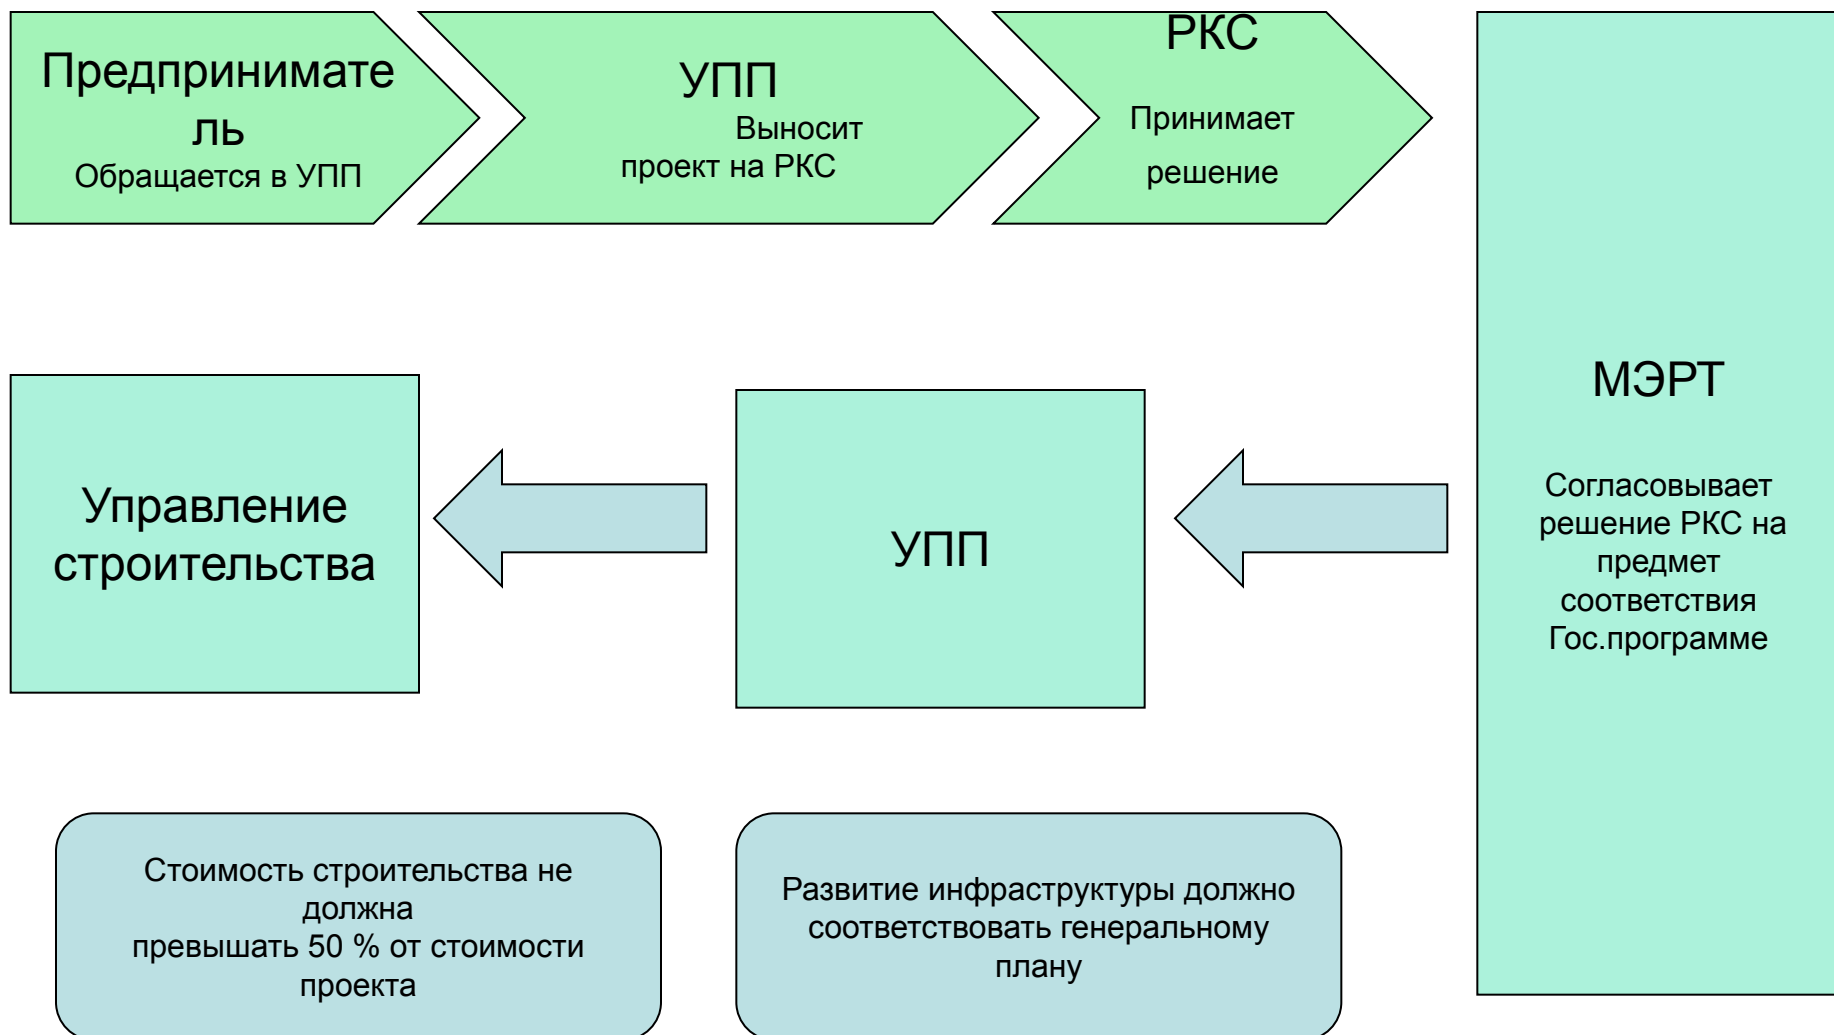 Предпринимате
ль
Обращается в УПП
УПП
Выносит
проект на РКС
РКС
Принимает
решение
МЭРТ
Согласовывает
решение РКС на
предмет
соответствия
Гос.программе
УПП
Управление
строительства
Стоимость строительства не
должна
превышать 50 % от стоимости
проекта
Развитие инфраструктуры должно
соответствовать генеральному
плану